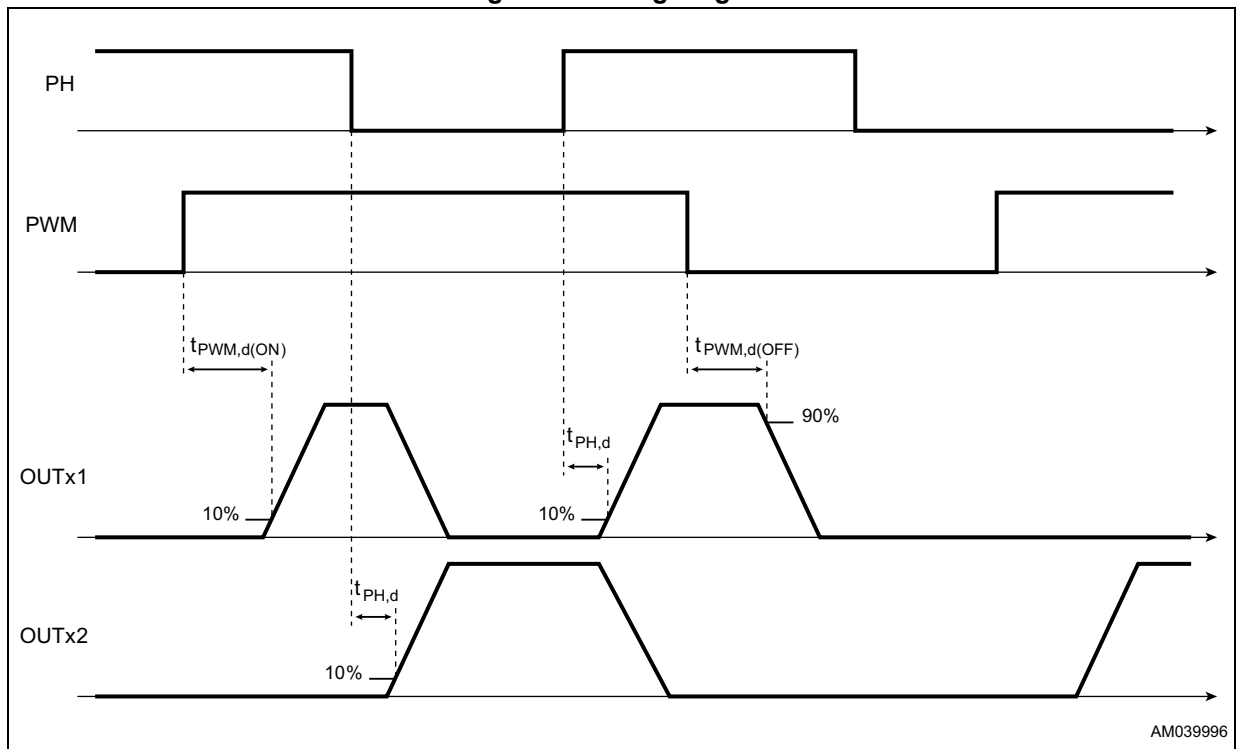 PH
PWM
tPWM,d(ON)
tPWM,d(OFF)
90%
tPH,d
OUTx1
10%
10%
tPH,d
OUTx2
10%
AM039996